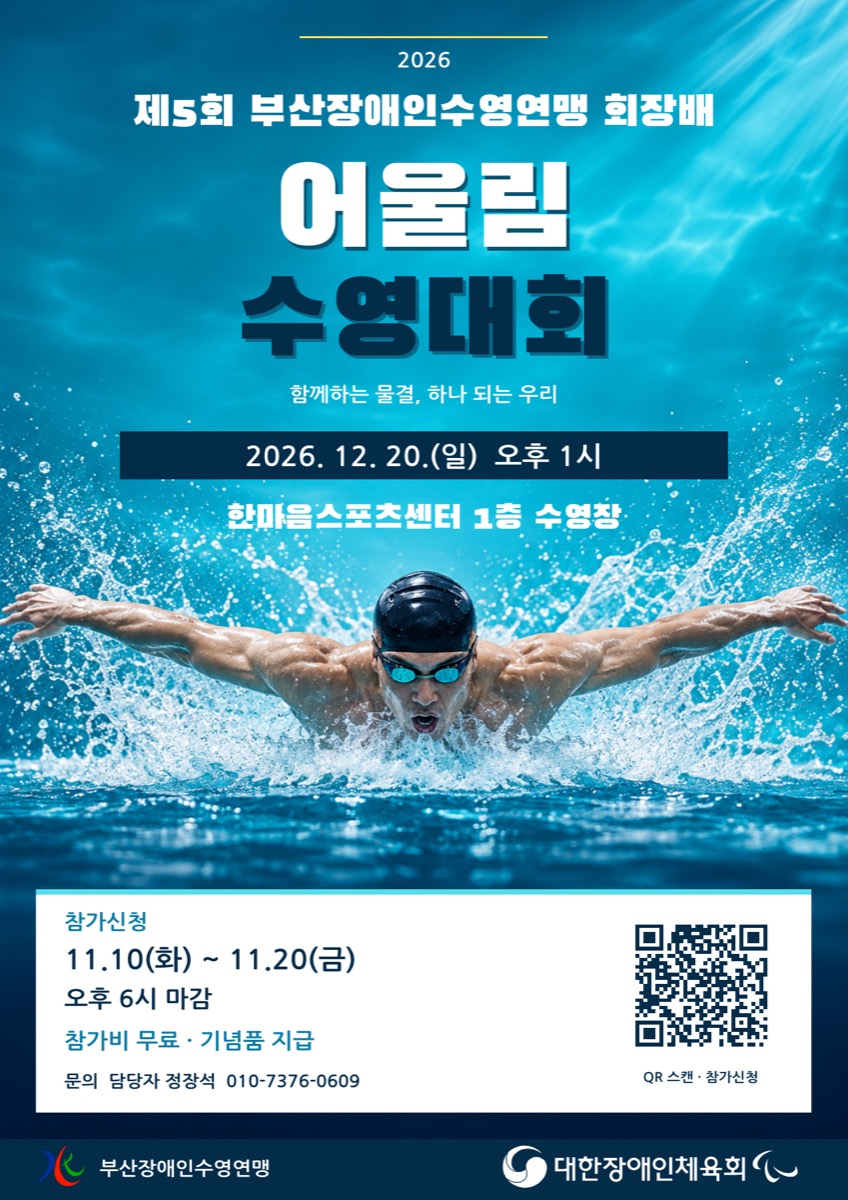 2026
제5회 부산장애인수영연맹 회장배
어울림
수영대회
함께하는 물결, 하나 되는 우리
2026. 12. 20.(일) 오후 1시
한마음스포츠센터 1층 수영장
참가신청
11.10(화) ~ 11.20(금)
오후 6시 마감
참가비 무료 · 기념품 지급
문의 담당자 정장석 010-7376-0609
QR 스캔 · 참가신청
부산장애인수영연맹
대한장애인체육회